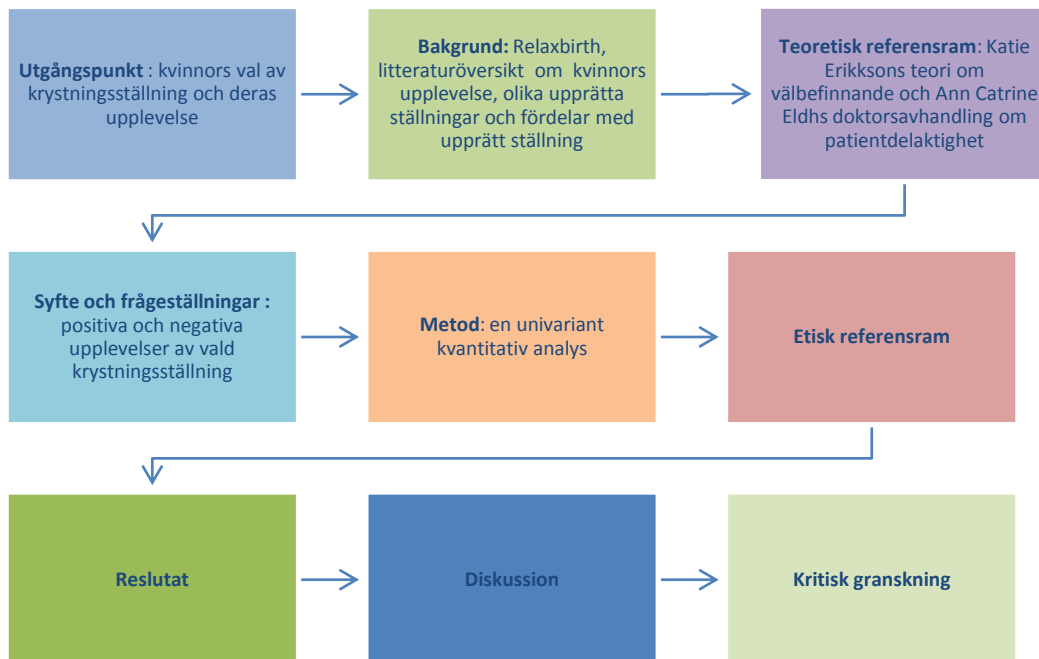 Utgångspunkt : kvinnors val av
krystningsställning och deras
upplevelse
Bakgrund: Relaxbirth,
litteraturöversikt om kvinnors
upplevelse, olika upprätta
ställningar och fördelar med
upprätt ställning
Teoretisk referensram: Katie
Erikksons teori om
välbefinnande och Ann Catrine
Eldhs doktorsavhandling om
patientdelaktighet
Syfte och frågeställningar :
positiva och negativa
upplevelser av vald
krystningsställning
Metod: en univariant
kvantitativ analys
Etisk referensram
Reslutat
Diskussion
Kritisk granskning